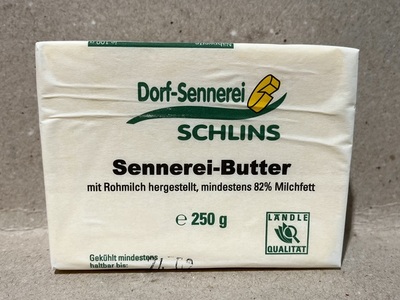 Dorf-Sennerei
SCHLINS
Sennerei-Butter
mit Rohmilch hergestellt, mindestens 82% Milchfett
℮ 250 g
LÄNDLE
QUALITÄT
Gekühlt mindestens
haltbar bis: